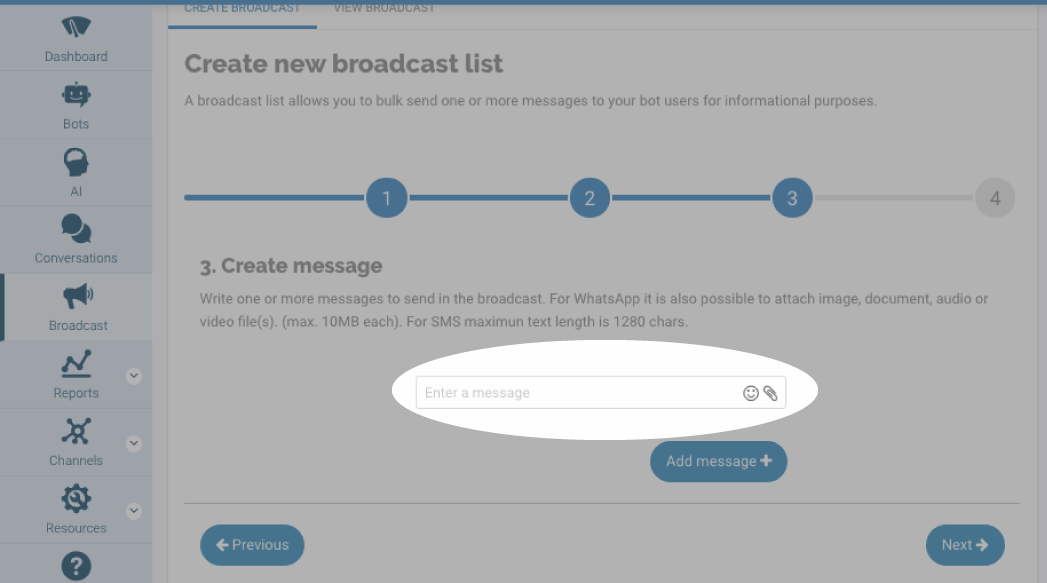 CREATE BROADCAST
VIEW BROADCAST
Dashboard
Bots
AI
Conversations
Broadcast
Reports
Channels
Resources
Create new broadcast list
A broadcast list allows you to bulk send one or more messages to your bot users for informational purposes.
1
2
3
4
3. Create message
Write one or more messages to send in the broadcast. For WhatsApp it is also possible to attach image, document, audio or
video file(s). (max. 10MB each). For SMS maximun text length is 1280 chars.
Enter a message
Add message
Previous
Next